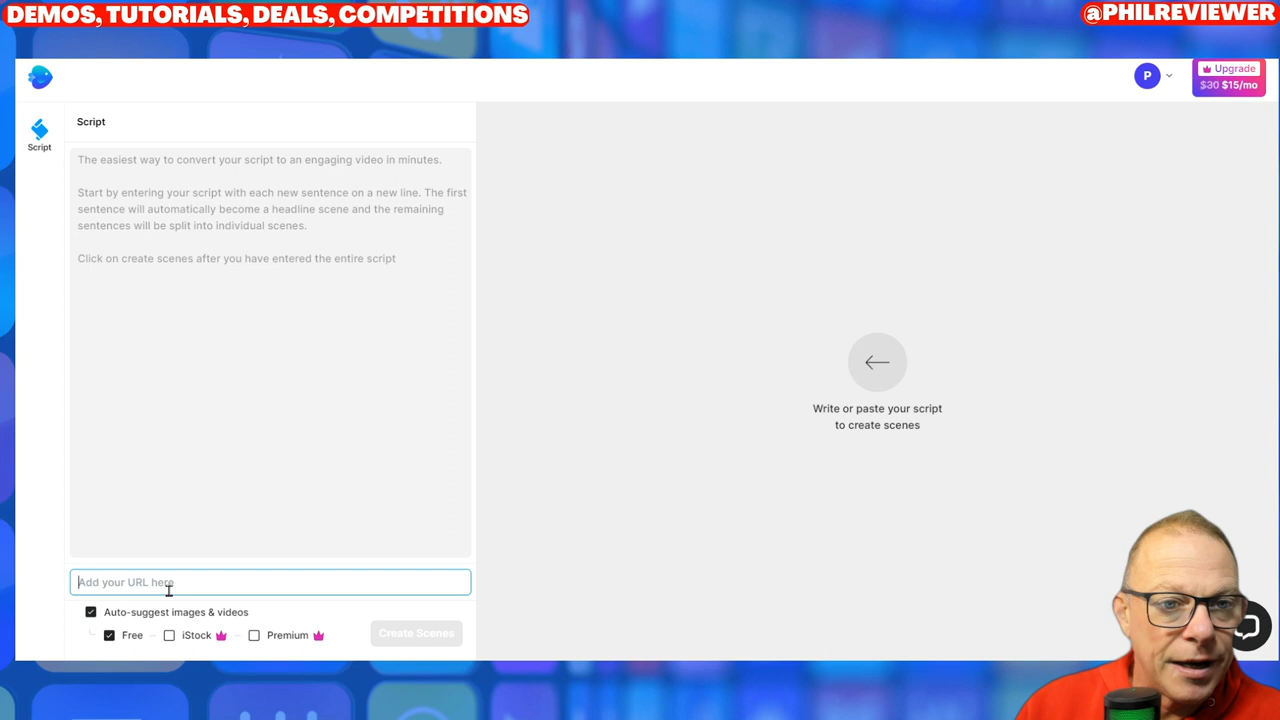 DEMOS, TUTORIALS, DEALS, COMPETITIONS
@PHILREVIEWER
P
Upgrade
$30 $15/mo
Script
Script
The easiest way to convert your script to an engaging video in minutes.
Start by entering your script with each new sentence on a new line. The first
sentence will automatically become a headline scene and the remaining
sentences will be split into individual scenes.
Click on create scenes after you have entered the entire script
Write or paste your script
to create scenes
Add your URL here
Auto-suggest images & videos
Free
iStock
Premium
Create Scenes